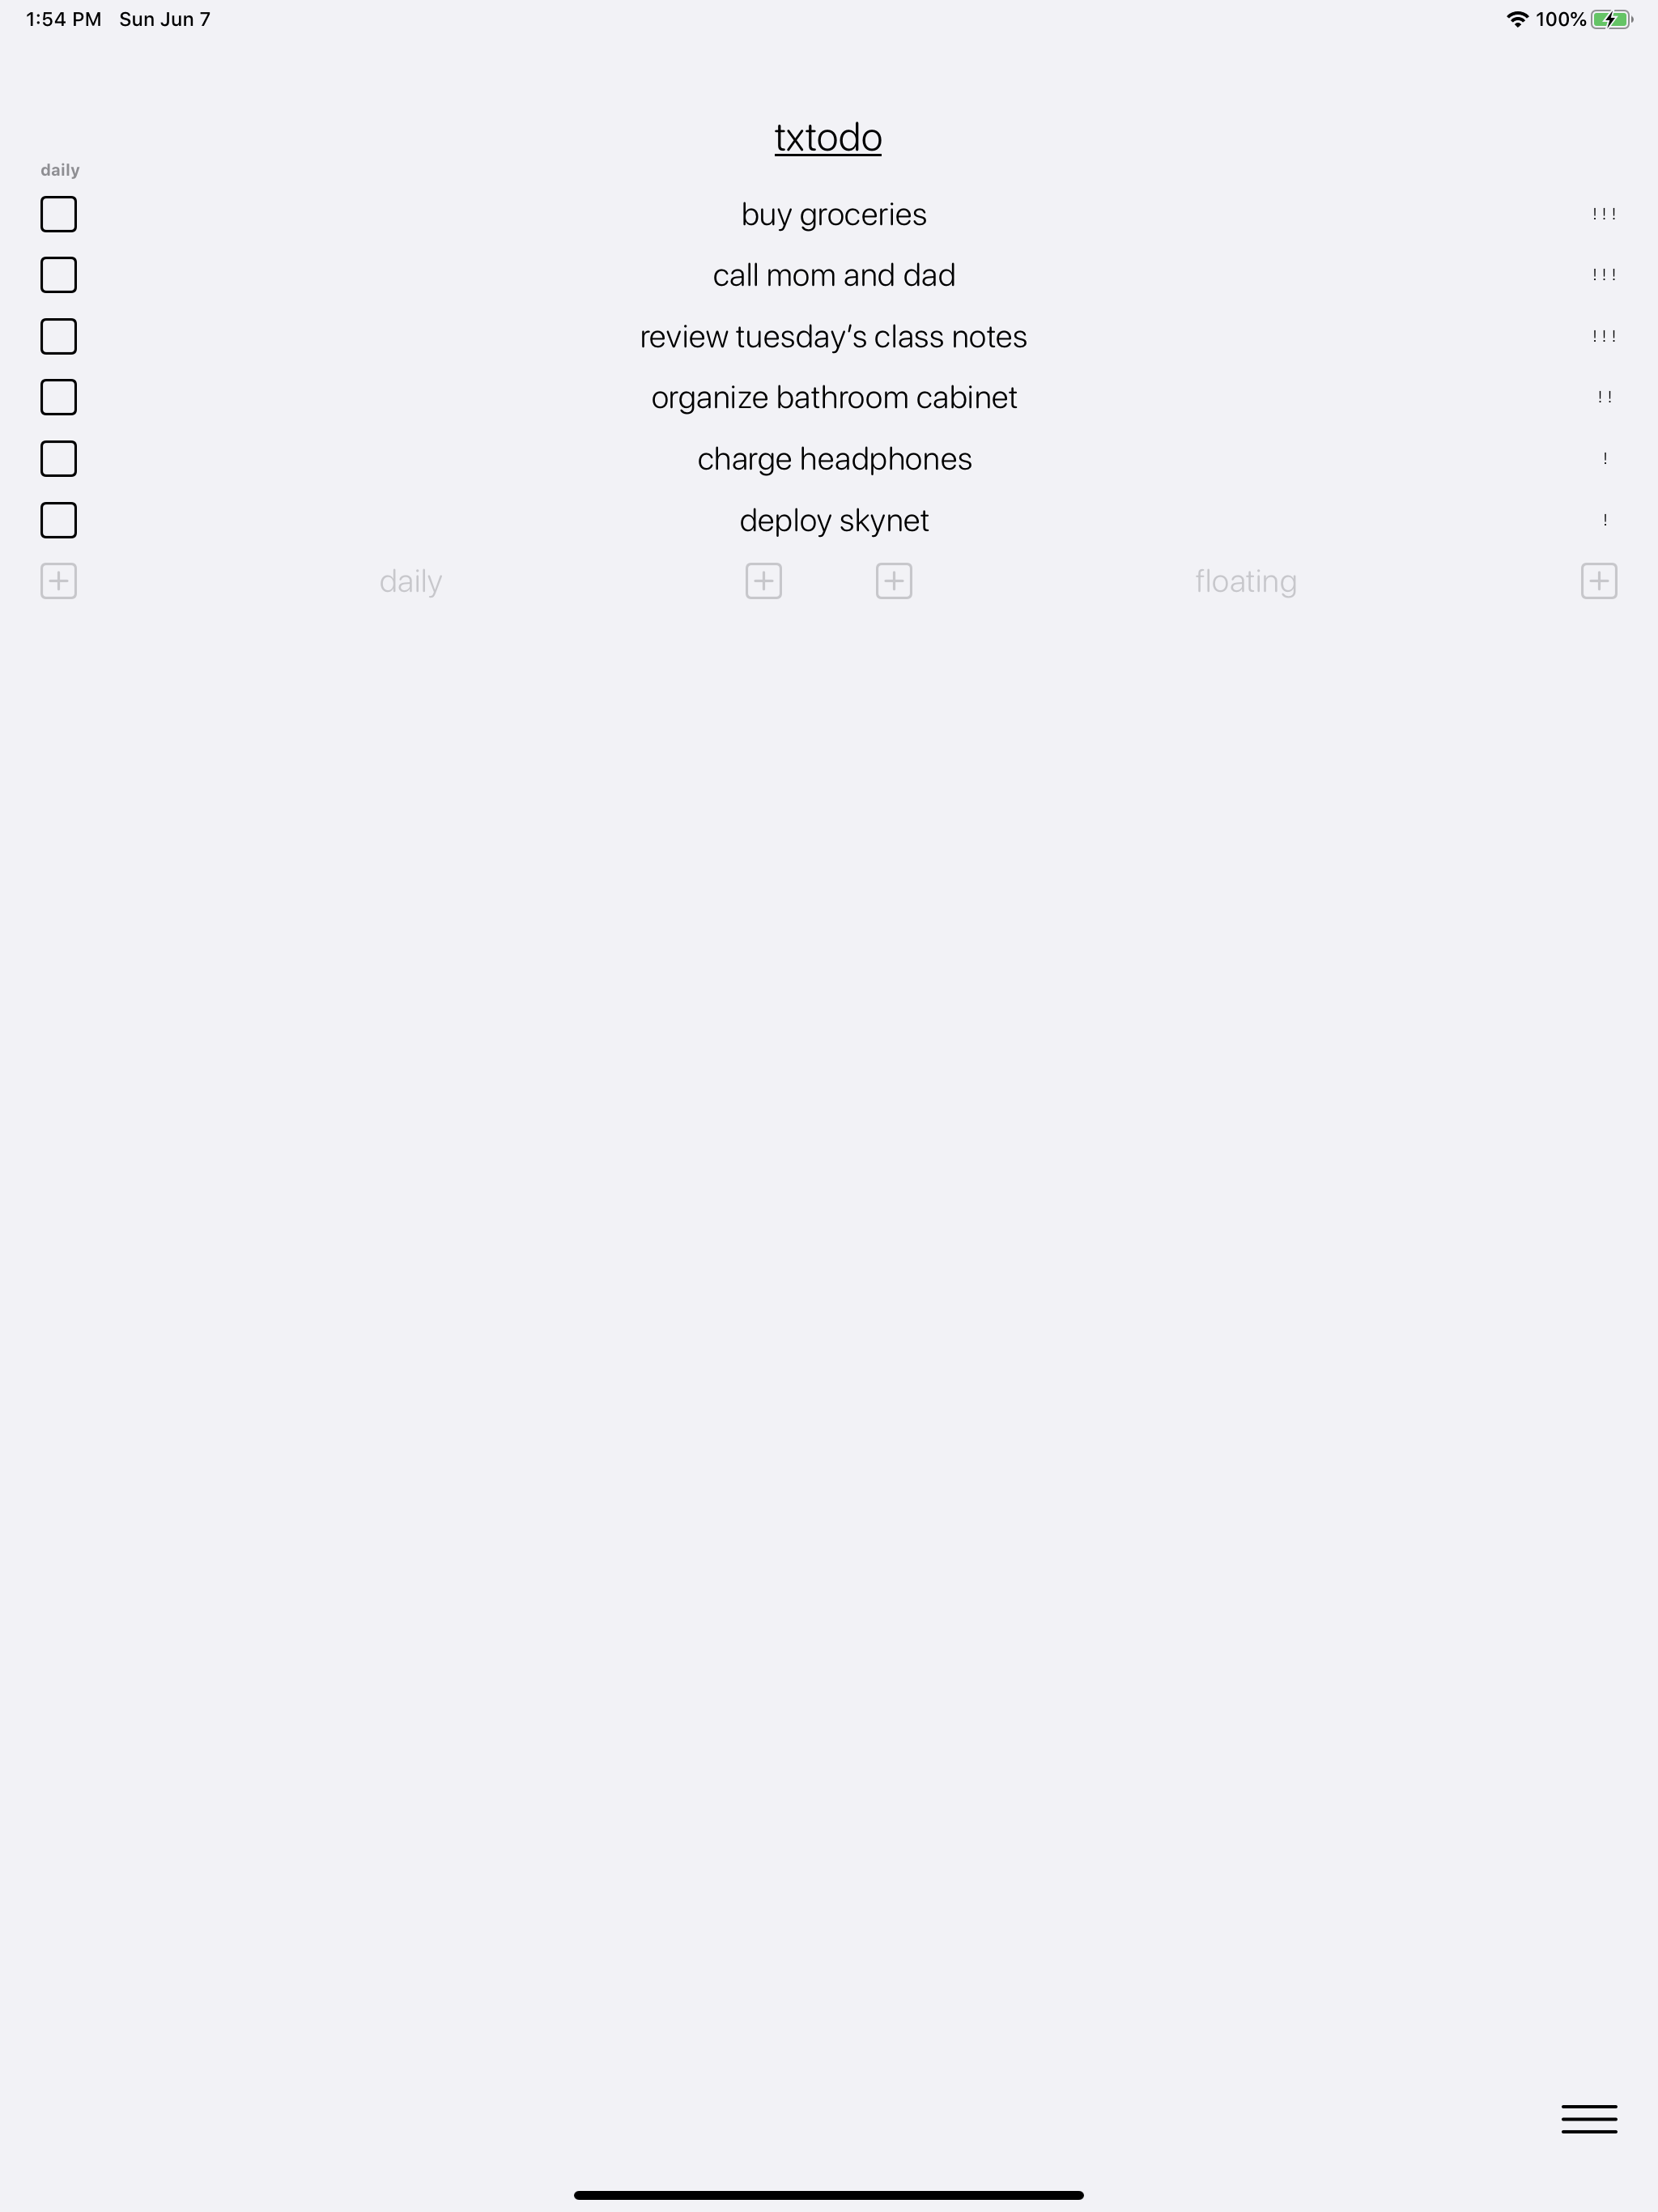 1:54 PM Sun Jun 7 100%
txtodo
daily
buy groceries !!!
call mom and dad !!!
review tuesday’s class notes !!!
organize bathroom cabinet !!
charge headphones !
deploy skynet !
daily floating